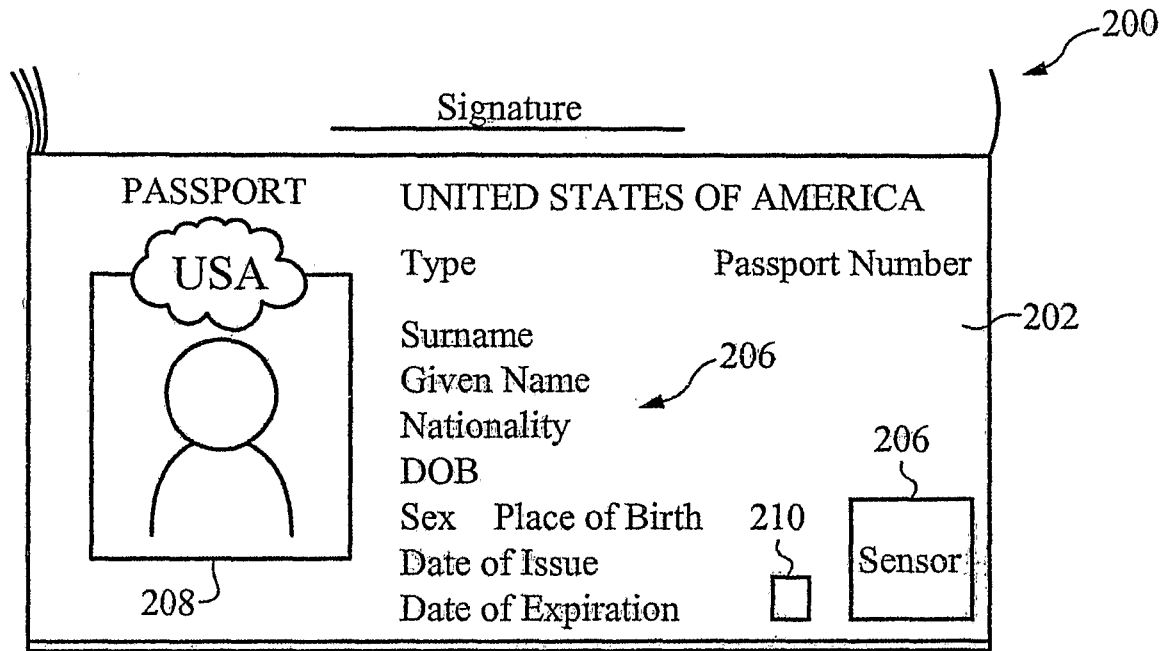 200
Signature
PASSPORT UNITED STATES OF AMERICA
USA
Type Passport Number
202
Surname
Given Name
206
Nationality
DOB
206
Sex Place of Birth
210
Date of Issue
Sensor
208
Date of Expiration